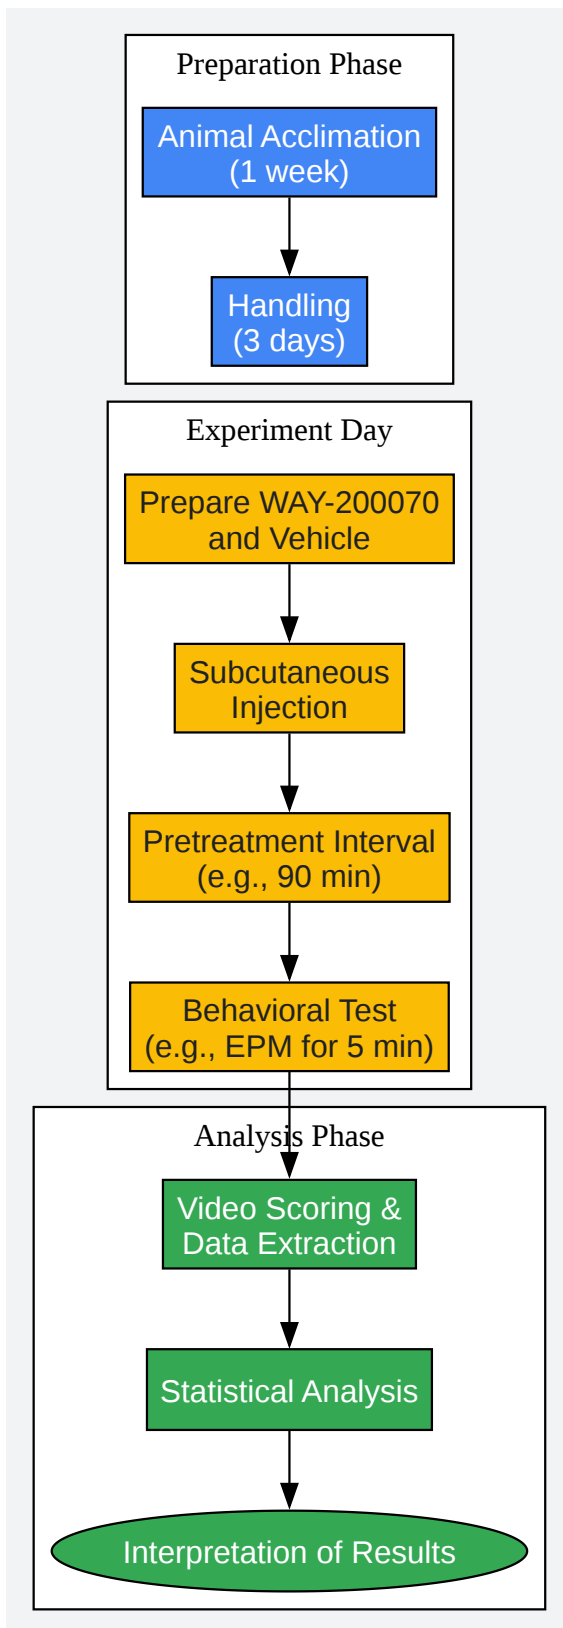 Preparation Phase
Animal Acclimation
(1 week)
Handling
(3 days)
Experiment Day
Prepare WAY-200070
and Vehicle
Subcutaneous
Injection
Pretreatment Interval
(e.g., 90 min)
Behavioral Test
(e.g., EPM for 5 min)
Analysis Phase
Video Scoring &
Data Extraction
Statistical Analysis
Interpretation of Results